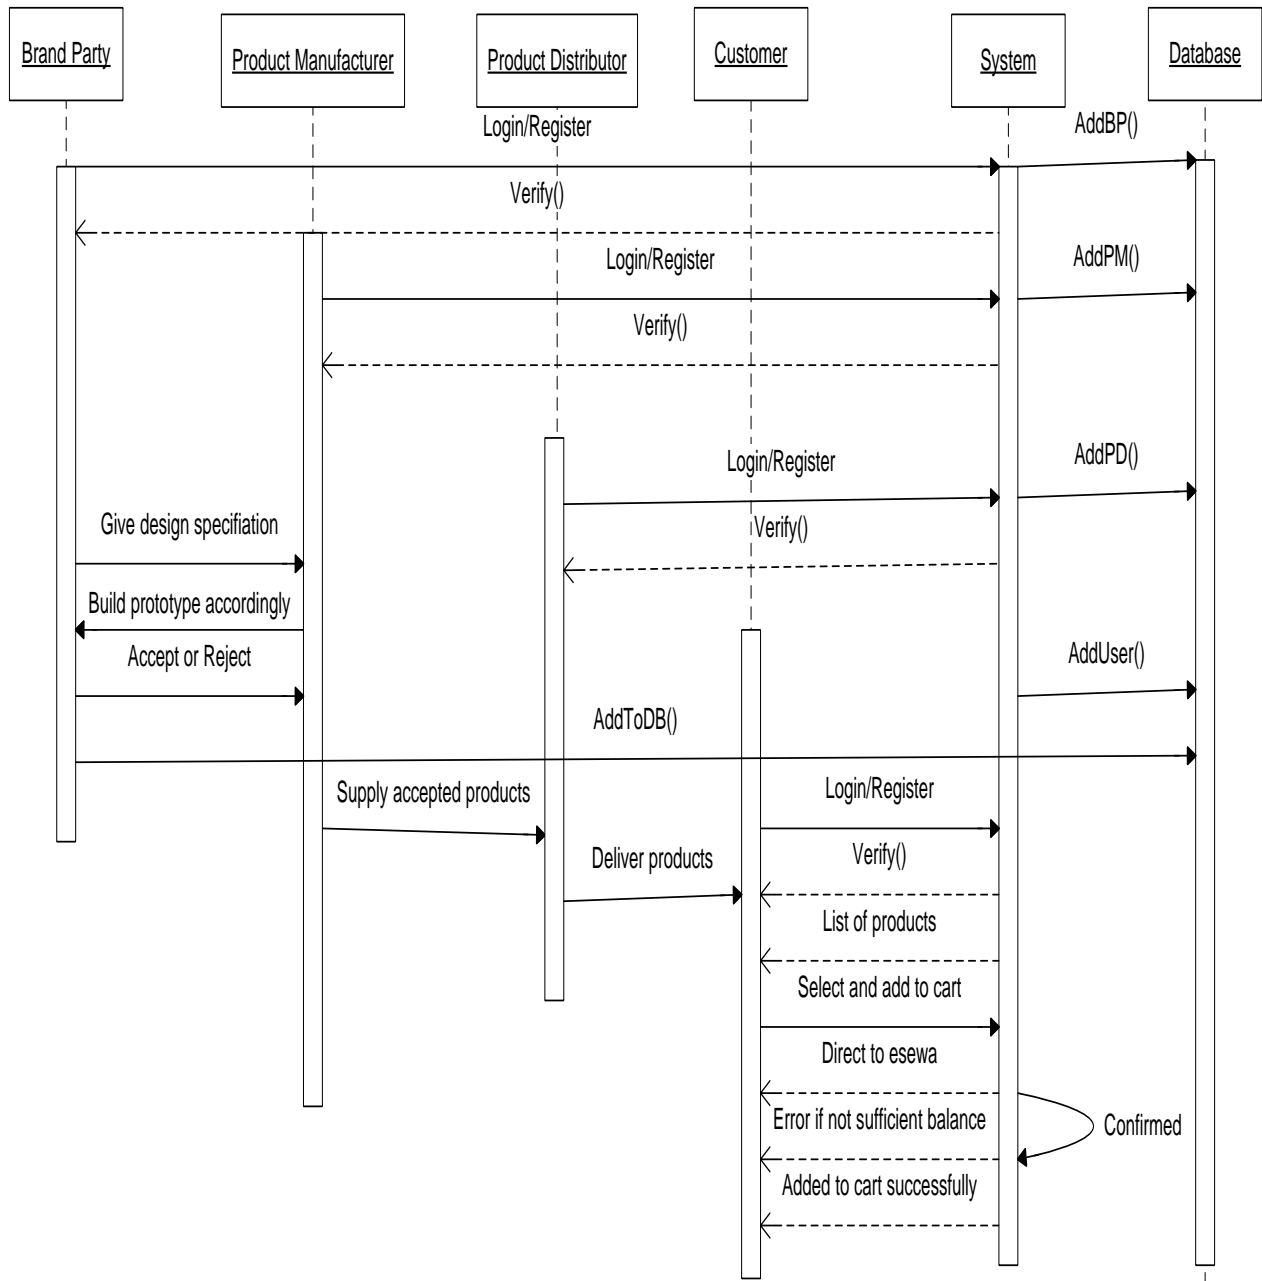 Brand Party
Product Manufacturer
Product Distributor
Customer
System
Database
Login/Register
AddBP()
Verify()
Login/Register
AddPM()
Verify()
Login/Register
AddPD()
Give design specifiation
Verify()
Build prototype accordingly
Accept or Reject
AddUser()
AddToDB()
Supply accepted products
Login/Register
Deliver products
Verify()
List of products
Select and add to cart
Direct to esewa
Error if not sufficient balance
Confirmed
Added to cart successfully